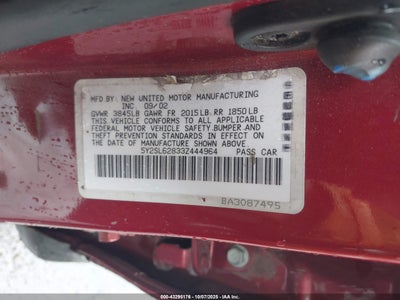 MFD.BY: NEW UNITED MOTOR MANUFACTURING
INC 09/02
GVWR 3845LB GAWR FR 2015LB RR 1850LB
THIS VEHICLE CONFORMS TO ALL APPLICABLE
FEDERAL MOTOR VEHICLE SAFETY,BUMPER,AND
THEFT PREVENTION STANDARDS IN EFFECT ON
THE DATE OF MANUFACTURE SHOWN ABOVE.
5Y2SL62833Z444964 PASS CAR
BA3087495
000-43295176 - 10/07/2025 - IAAI.COM